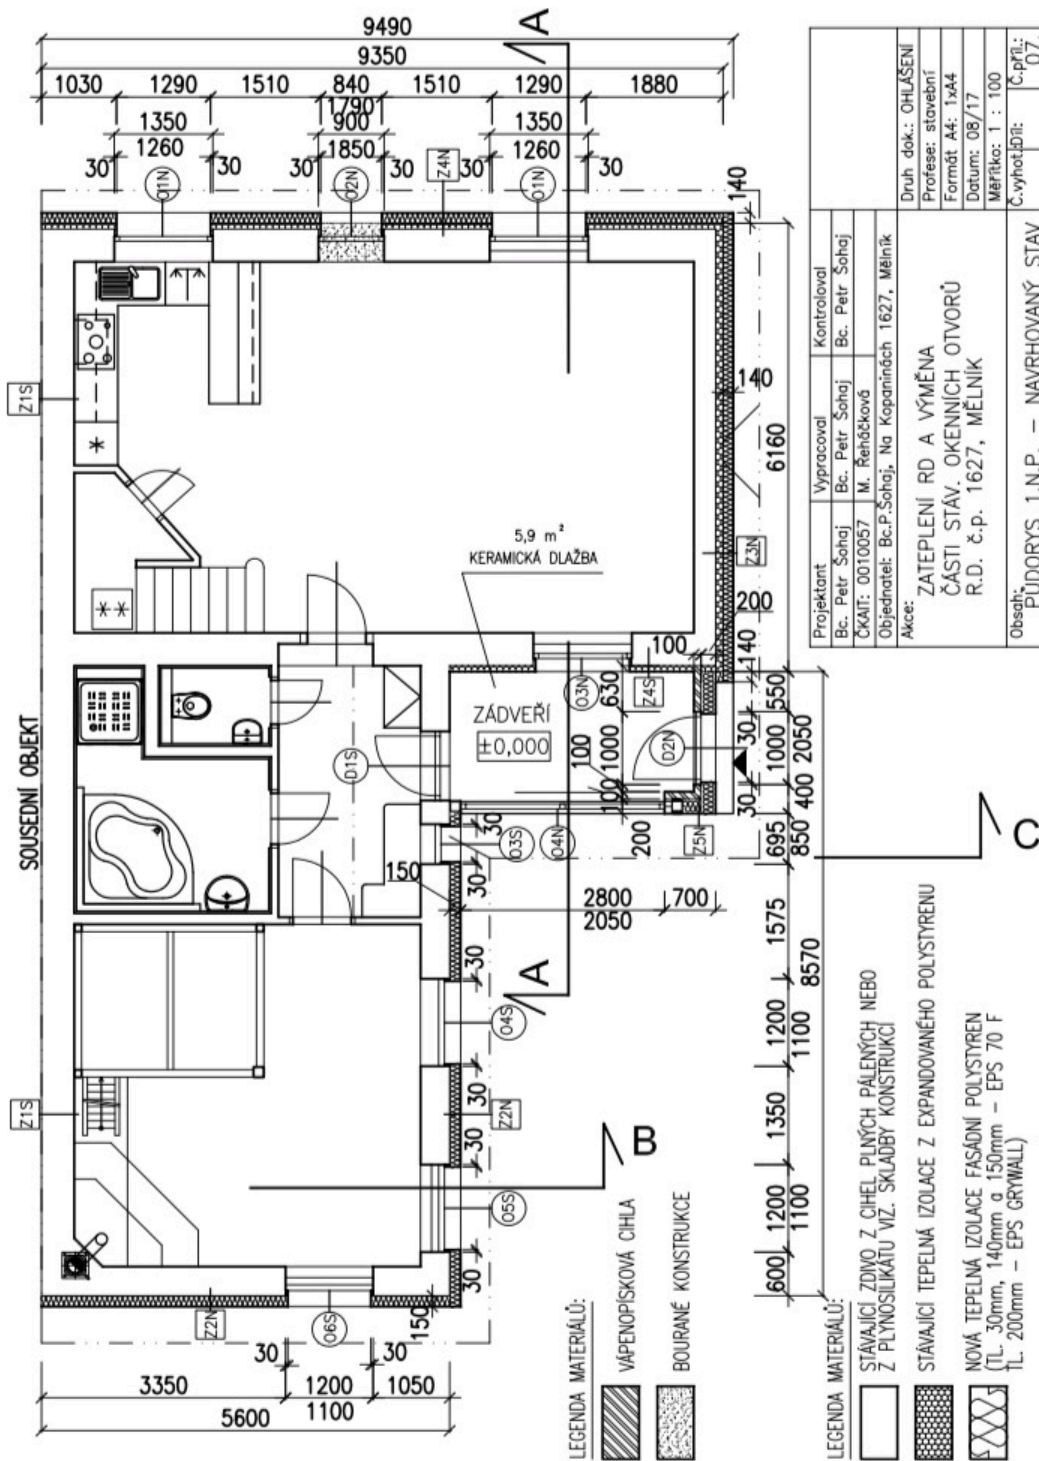 A
9490
9350
1030
1290
1510
840
1510
1290
1880
1790
1350
900
1350
1260
1850
1260
30
30
30
30
30
30
O1N
O2N
Z4N
O1N
140
Z1S
140
6160
5,9 m²
KERAMICKÁ DLAŽBA
Z3N
200
100
140
SOUSEDNÍ OBJEKT
ZÁDVEŘÍ
±0,000
O3N
630
Z4S
550
D1S
100
1000
D2N
30
1000
2050
100
30
400
200
Z5N
30
O3S
O4N
695
850
C
150
30
2800
700
2050
1575
8570
30
A
O4S
1200
1100
30
Z1S
Z2N
1350
30
B
O5S
1200
1100
30
600
Z2N
O6S
150
30
30
3350
1200
1050
1100
5600
LEGENDA MATERIÁLŮ:
VÁPENOPÍSKOVÁ CIHLA
BOURANÉ KONSTRUKCE
LEGENDA MATERIÁLŮ:
STÁVAJÍCÍ ZDIVO Z CIHEL PLNÝCH PÁLENÝCH NEBO
Z PLYNOSILIKÁTU VIZ. SKLADBY KONSTRUKCÍ
STÁVAJÍCÍ TEPELNÁ IZOLACE Z EXPANDOVANÉHO POLYSTYRENU
NOVÁ TEPELNÁ IZOLACE FASÁDNÍ POLYSTYREN
(TL. 30mm, 140mm a 150mm – EPS 70 F
TL. 200mm – EPS GRYWALL)
Projektant Vypracoval Kontroloval
Bc. Petr Šohaj Bc. Petr Šohaj Bc. Petr Šohaj
ČKAIT: 0010057 M. Řeháčková
Objednatel: Bc.P.Šohaj, Na Kopaninách 1627, Mělník
Akce:
ZATEPLENÍ RD A VÝMĚNA
ČÁSTI STÁV. OKENNÍCH OTVORŮ
R.D. č.p. 1627, MĚLNÍK
Obsah:
PŮDORYS 1.N.P. – NAVRHOVANÝ STAV
Druh dok.: OHLÁŠENÍ
Profese: stavební
Formát A4: 1xA4
Datum: 08/17
Měřítko: 1 : 100
Č.vyhot.: Díl: Č.příl.:
07.